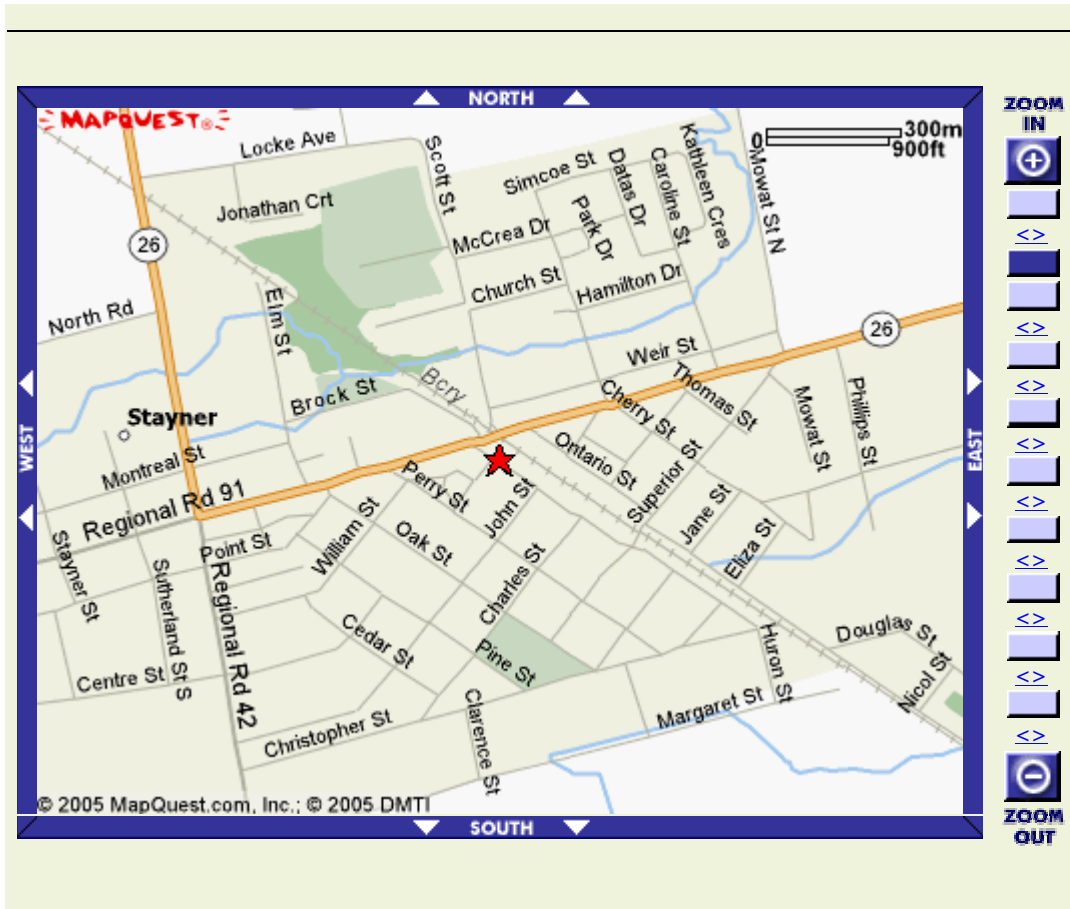 NORTH
MAPQUEST®
ZOOM
IN
0
300m
900ft
Locke Ave
Scott St
Simcoe St
Datas Dr
Caroline St
Kathleen Cres
Mowat St N
Jonathan Crt
McCrea Dr
Park Dr
26
Church St
Hamilton Dr
<>
North Rd
Elm St
26
<>
Weir St
Thomas St
Brock St
Bcry
Cherry St
Mowat St
Phillips St
<>
Stayner
WEST
EAST
<>
Montreal St
Ontario St
Superior St
Regional Rd 91
Perry St
John St
Jane St
<>
William St
Oak St
Eliza St
Point St
Stayner St
Sutherland St S
Regional Rd 42
Charles St
<>
Cedar St
Pine St
Huron St
Douglas St
<>
Centre St
Nicol St
<>
Christopher St
Clarence St
Margaret St
<>
© 2005 MapQuest.com, Inc.; © 2005 DMTI
SOUTH
ZOOM
OUT